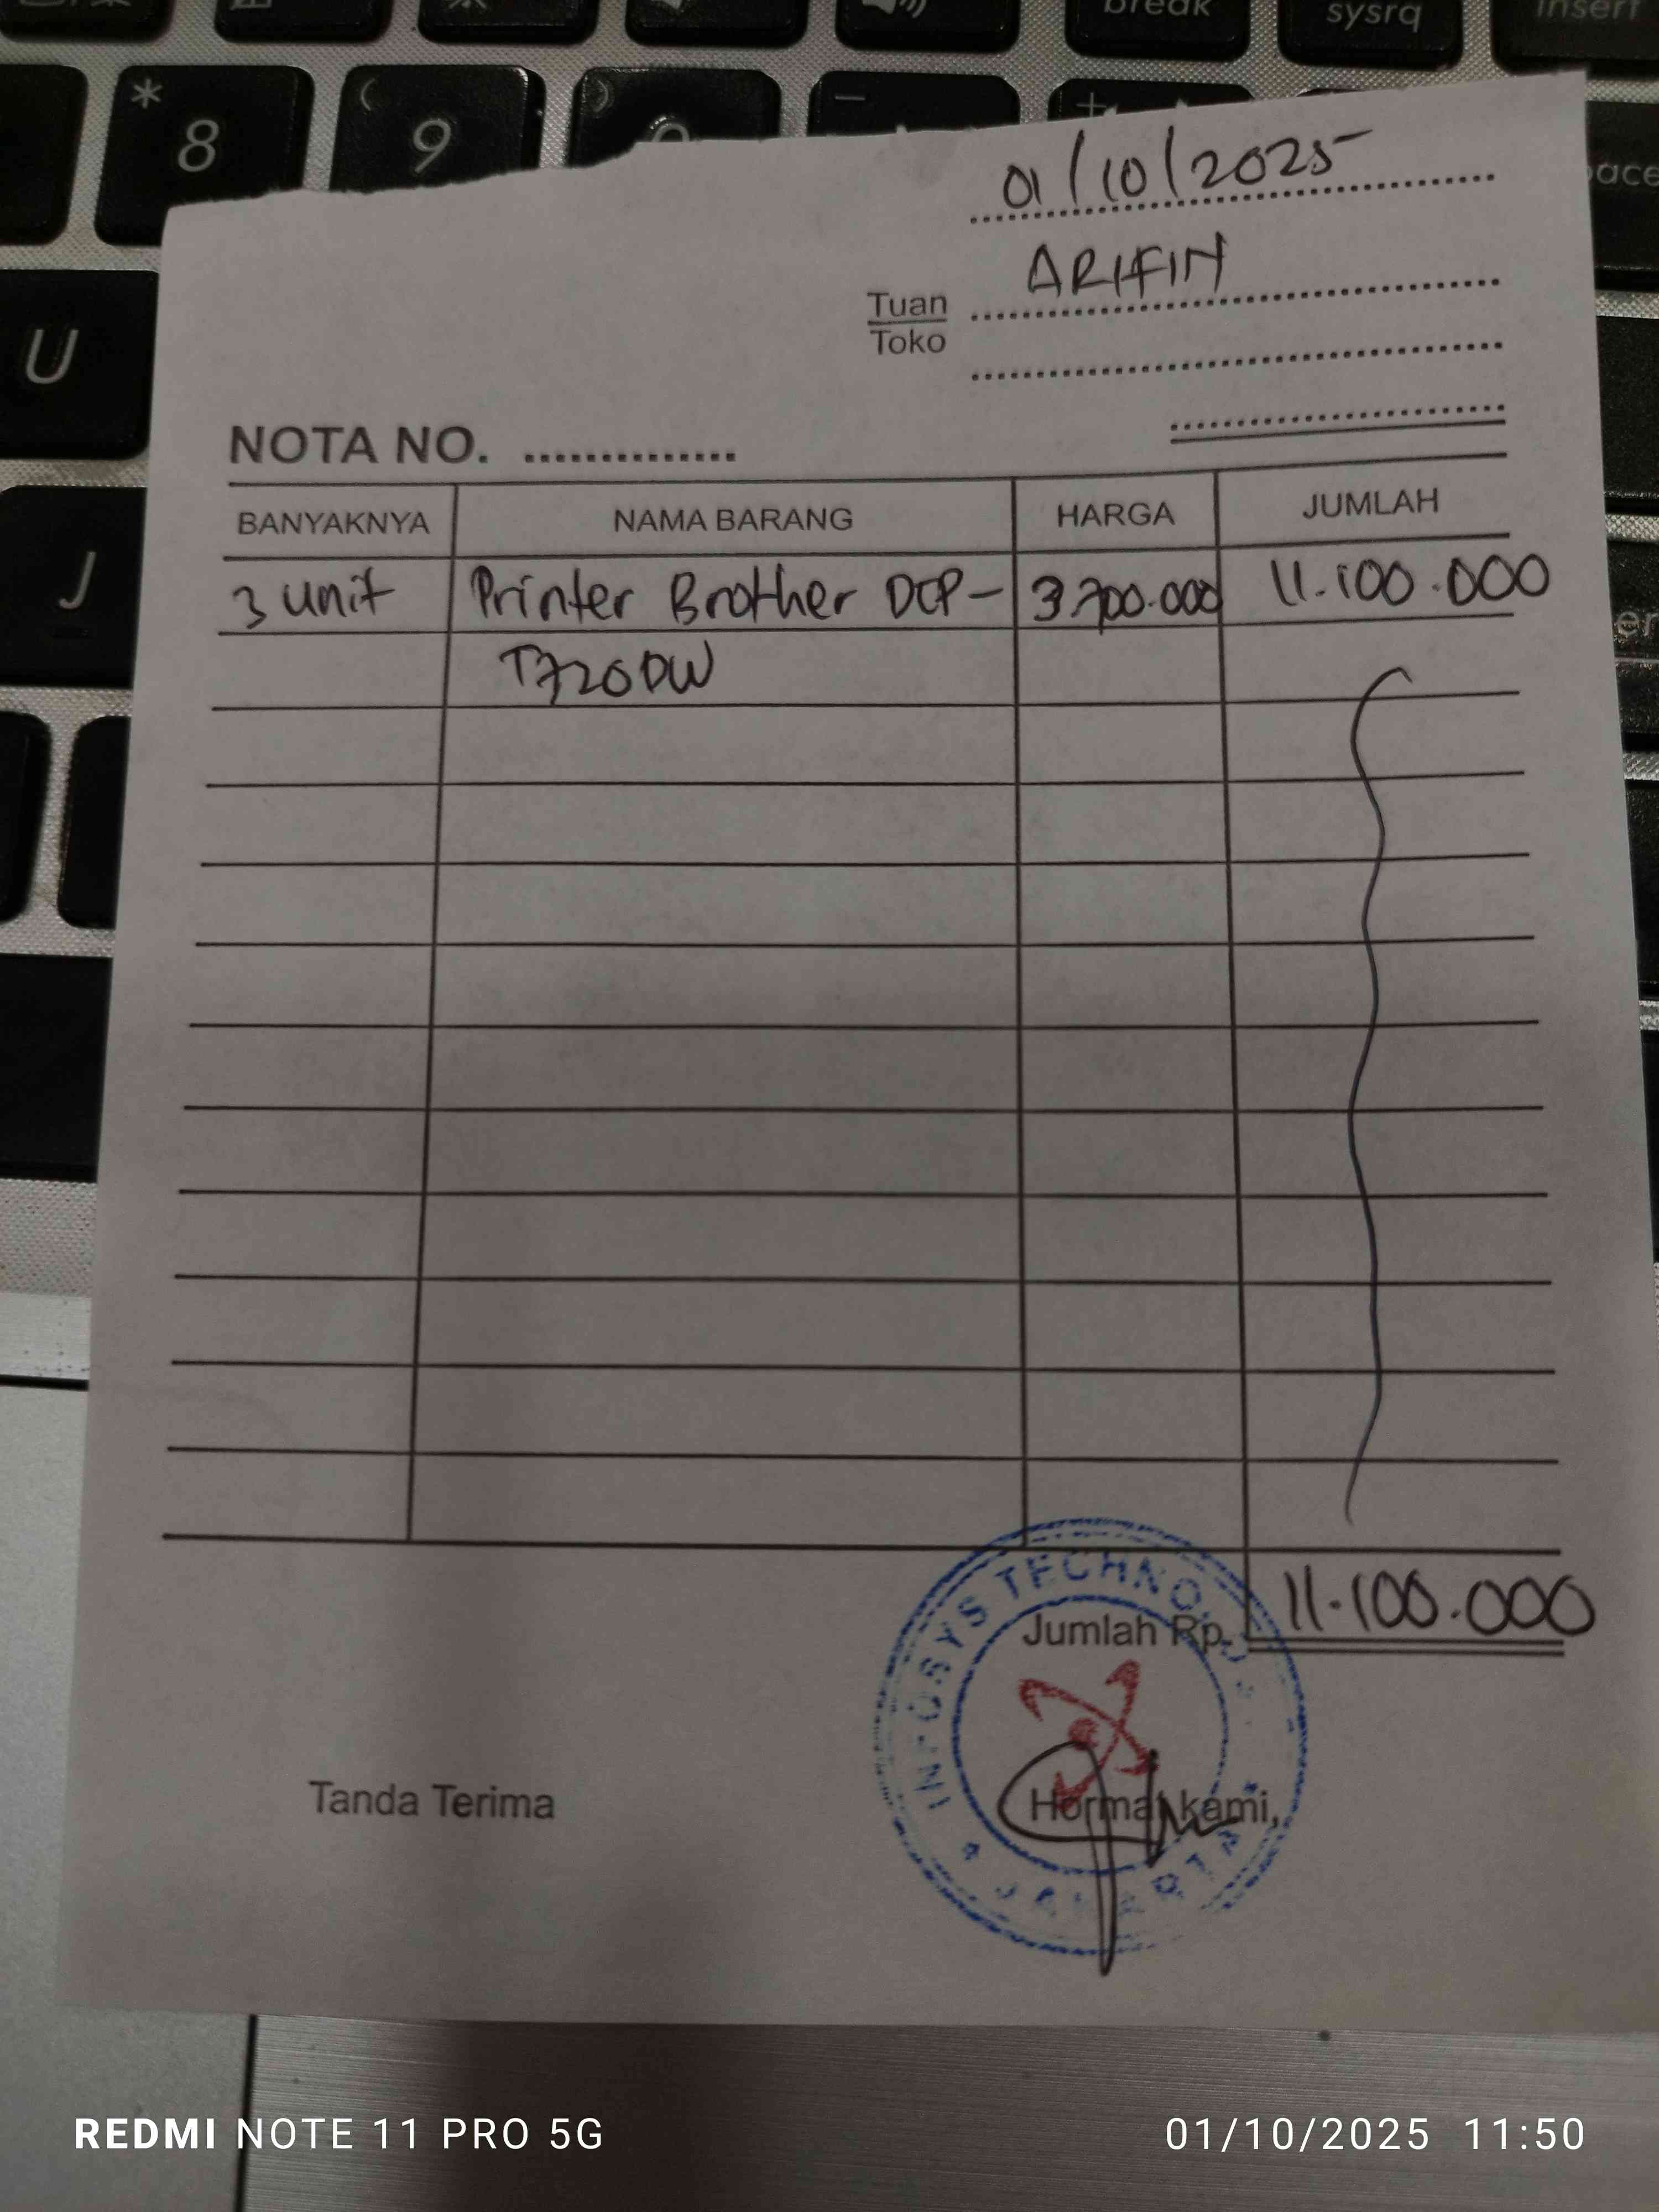 break
sysrq
insert
*
8
(
9
)
U
J
01/10/2025
Tuan
ARIFIN
Toko
NOTA NO. ..............
BANYAKNYA NAMA BARANG HARGA JUMLAH
3 unit Printer Brother DCP- 3.700.000 11.100.000
T720DW
Jumlah Rp. 11.100.000
INFOSYS TECHNO
JAKARTA
Tanda Terima
Hormat kami,
REDMI NOTE 11 PRO 5G
01/10/2025 11:50